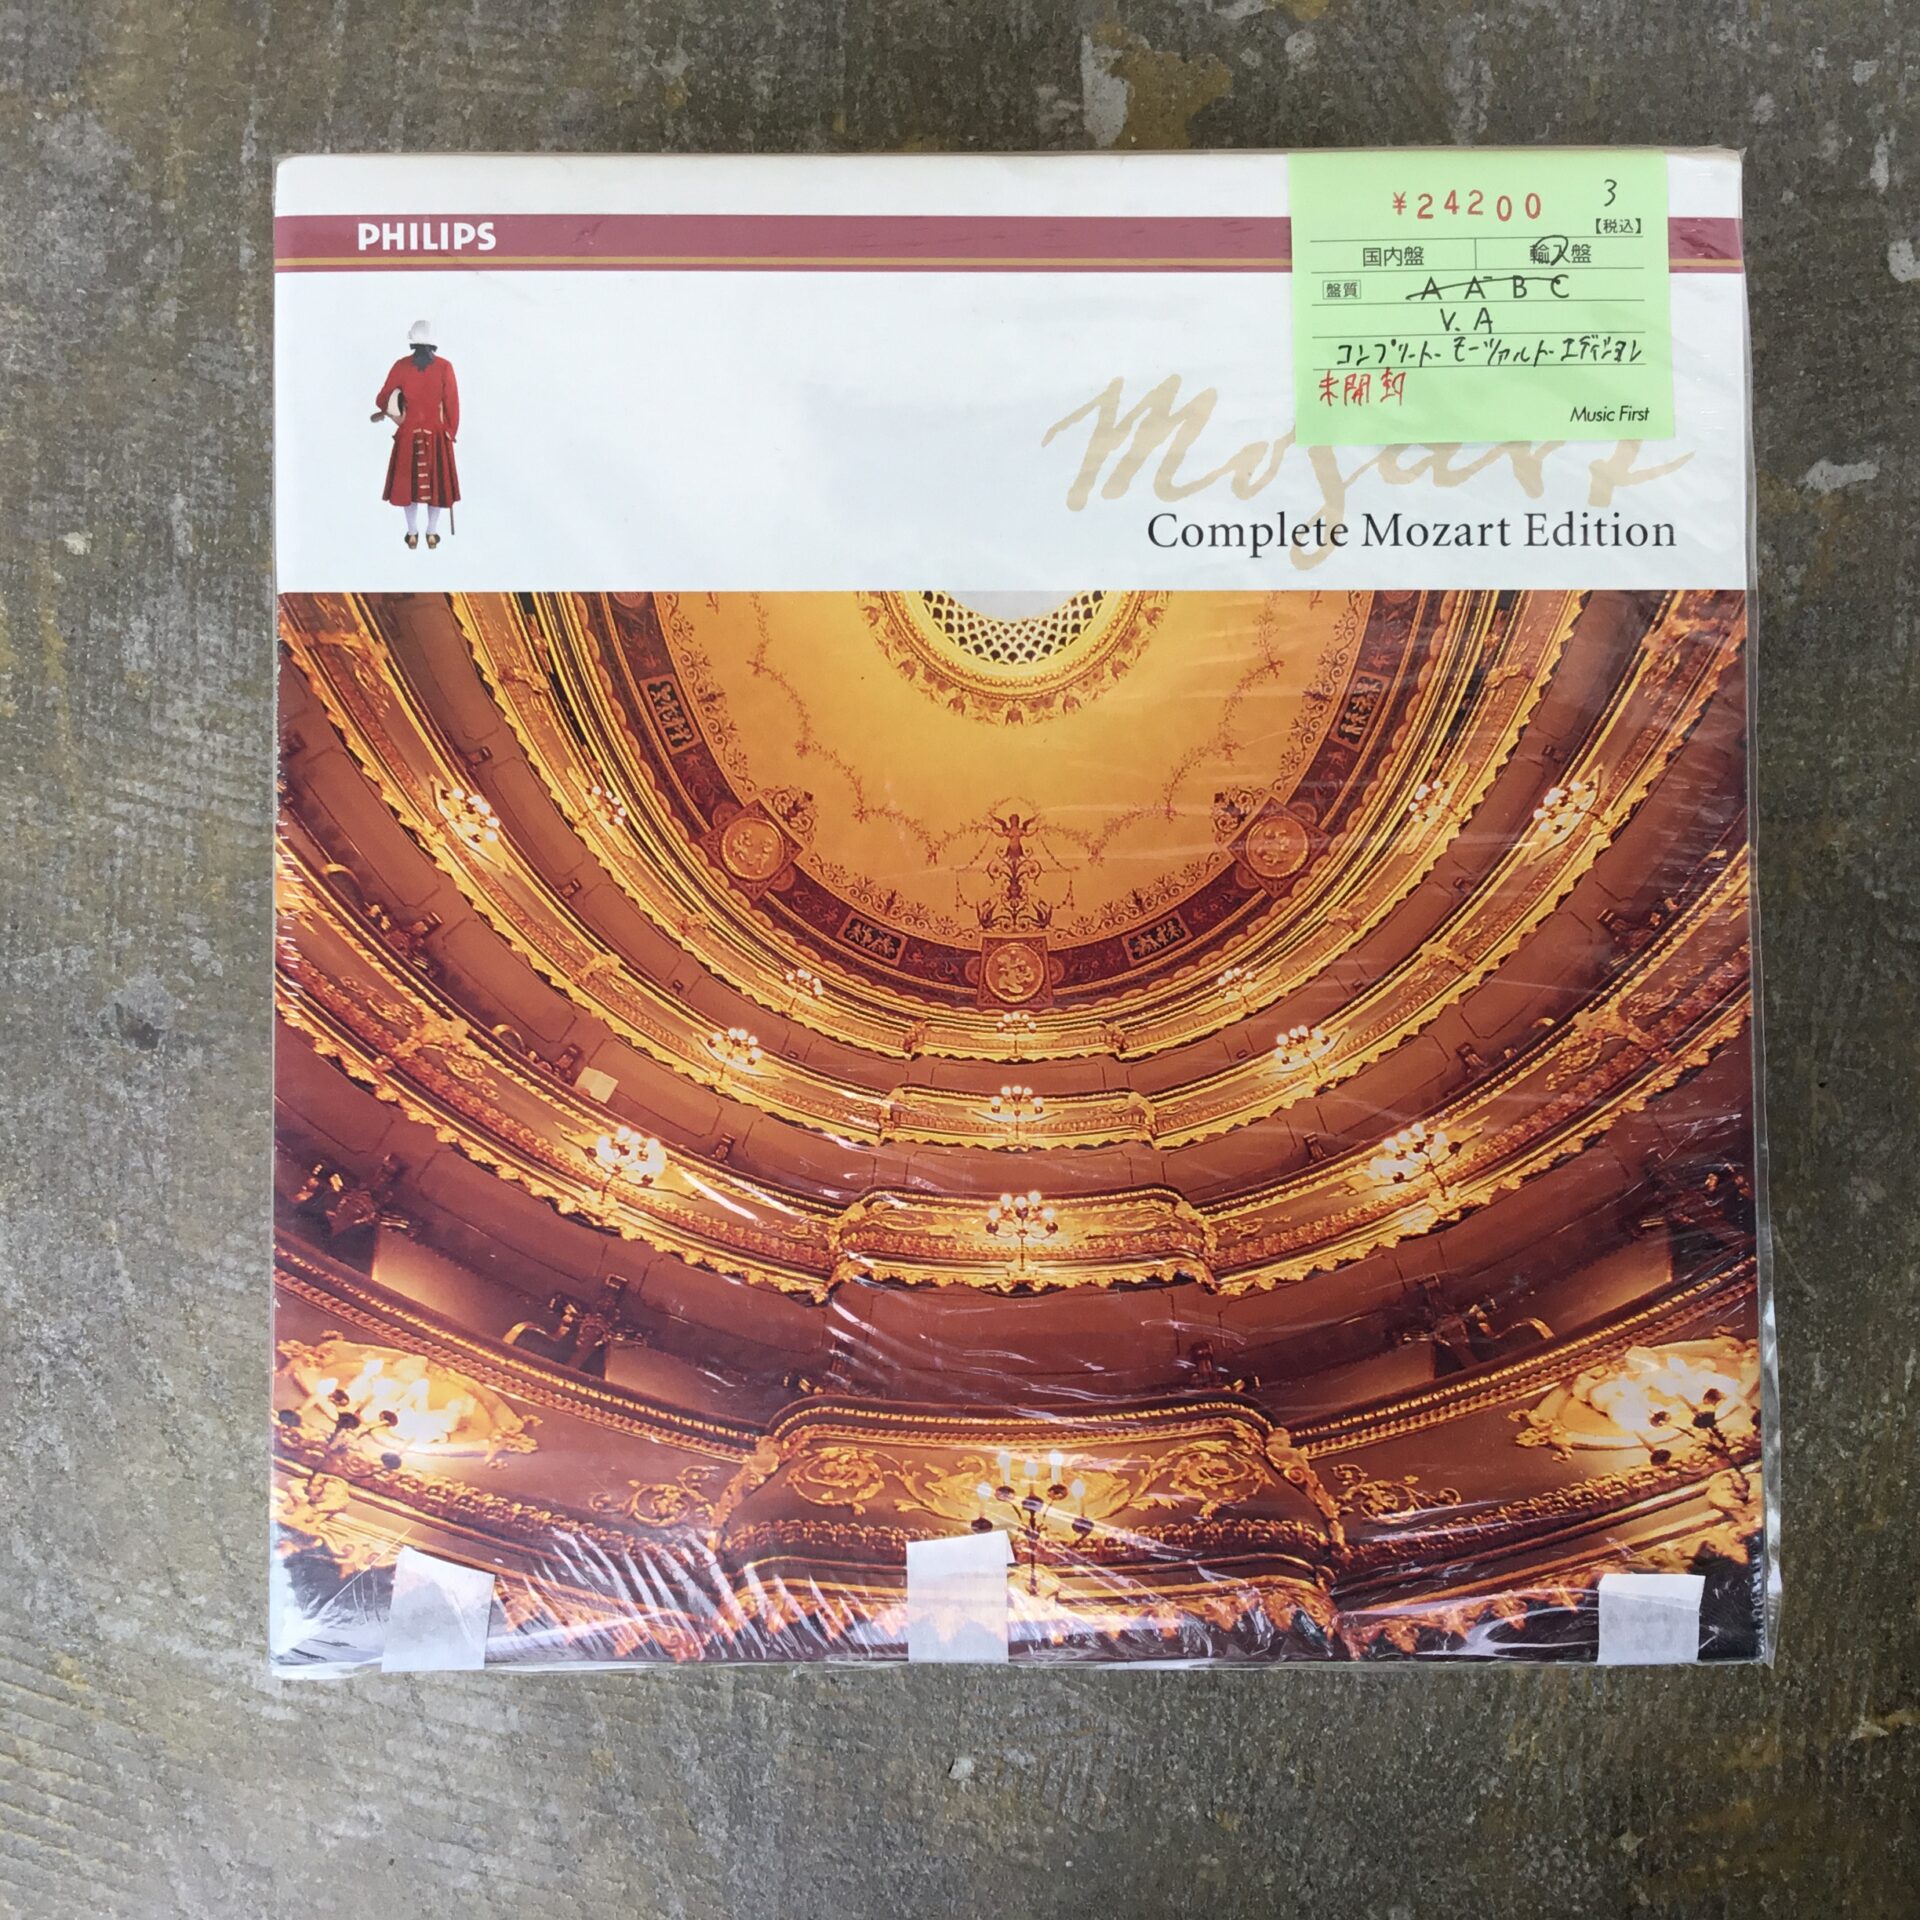 PHILIPS
¥24200 3
【税込】
国内盤 輸入盤
盤質 A A⁻ B C
V.A
コンプリート・モーツァルト・エディション
未開封
Music First
Mozart
Complete Mozart Edition